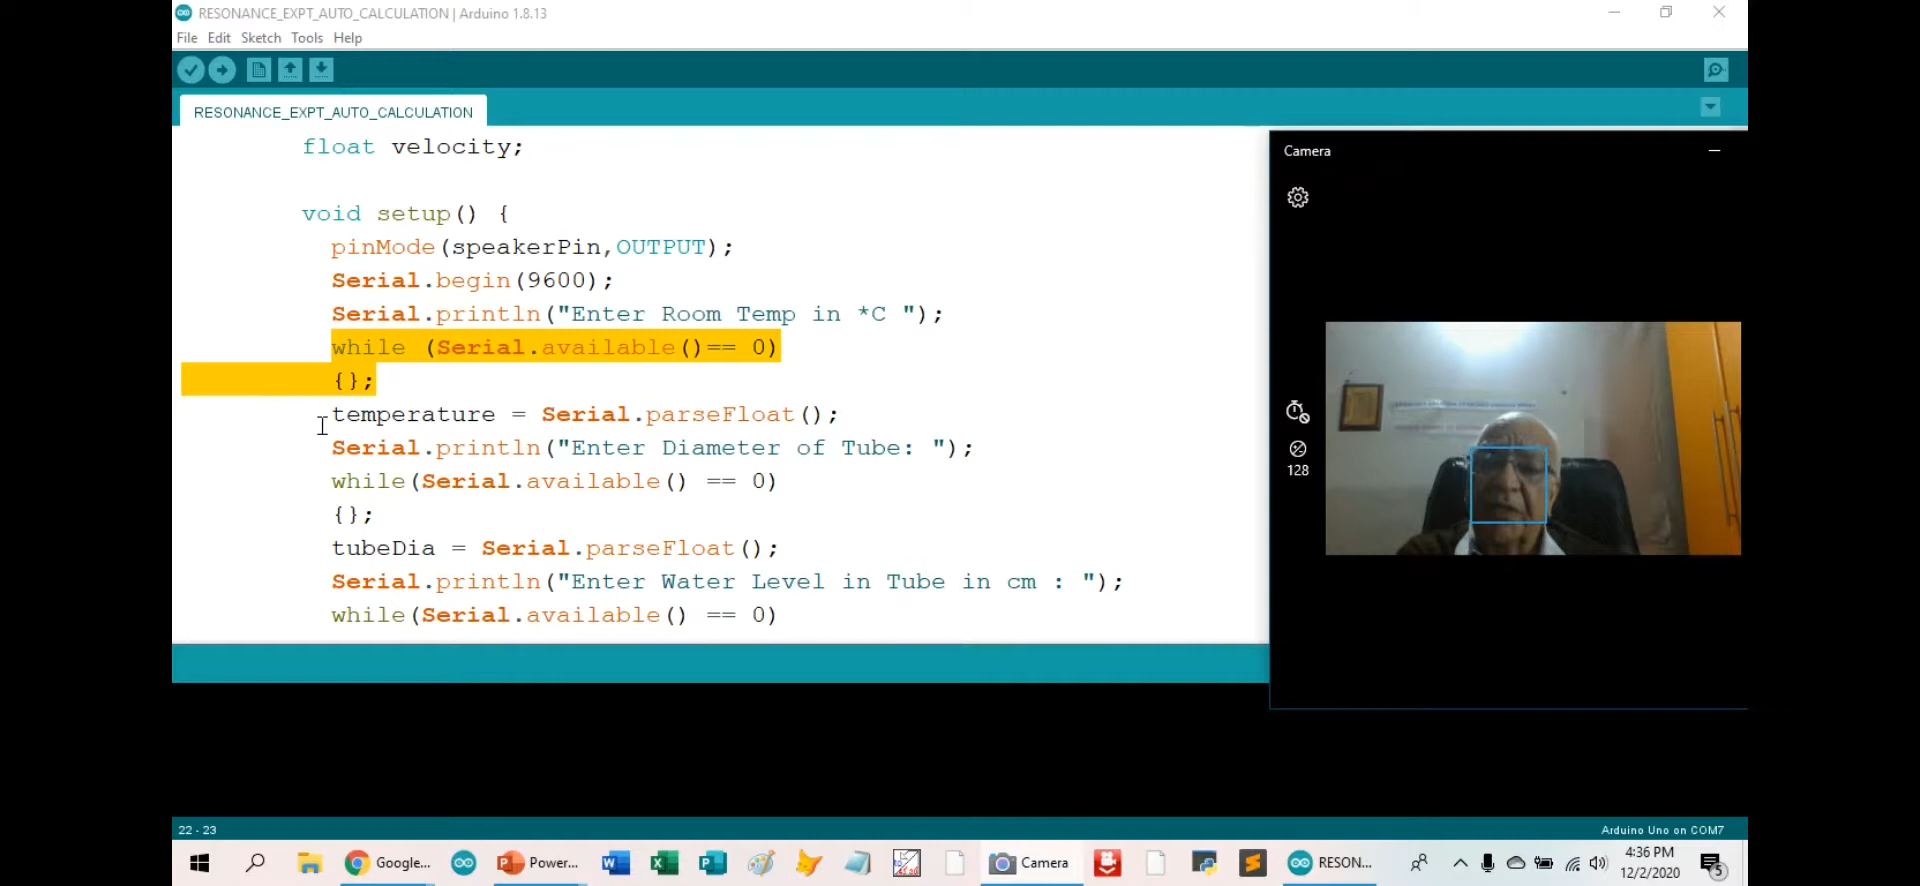 RESONANCE_EXPT_AUTO_CALCULATION | Arduino 1.8.13
File Edit Sketch Tools Help
RESONANCE_EXPT_AUTO_CALCULATION
float velocity;
void setup() {
pinMode(speakerPin,OUTPUT);
Serial.begin(9600);
Serial.println("Enter Room Temp in *C ");
while (Serial.available()== 0)
{};
temperature = Serial.parseFloat();
Serial.println("Enter Diameter of Tube: ");
while(Serial.available() == 0)
{};
tubeDia = Serial.parseFloat();
Serial.println("Enter Water Level in Tube in cm : ");
while(Serial.available() == 0)
Camera
128
22 - 23
Arduino Uno on COM7
Google... Power... Camera RESON...
4:36 PM
12/2/2020
5